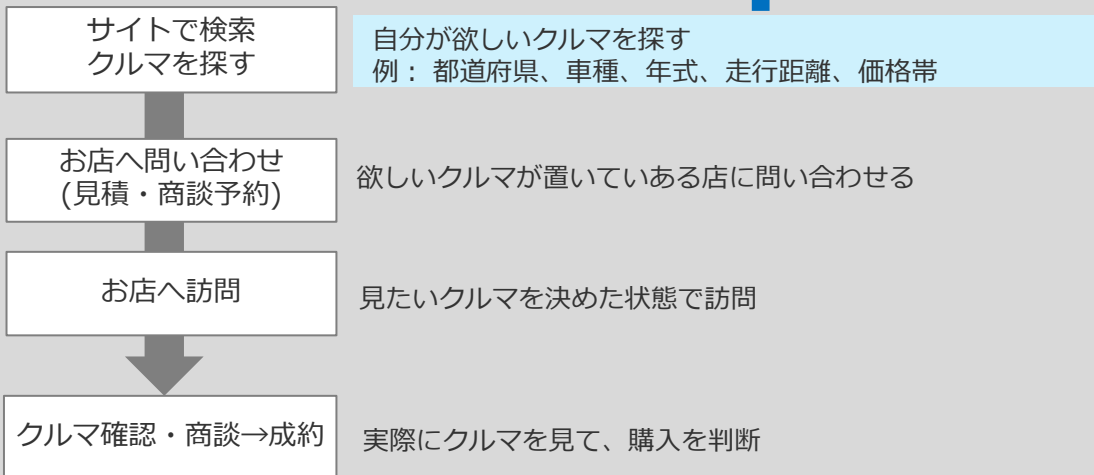 サイトで検索
クルマを探す
自分が欲しいクルマを探す
例： 都道府県、車種、年式、走行距離、価格帯
お店へ問い合わせ
(見積・商談予約)
欲しいクルマが置いていある店に問い合わせる
お店へ訪問
見たいクルマを決めた状態で訪問
クルマ確認・商談→成約
実際にクルマを見て、購入を判断